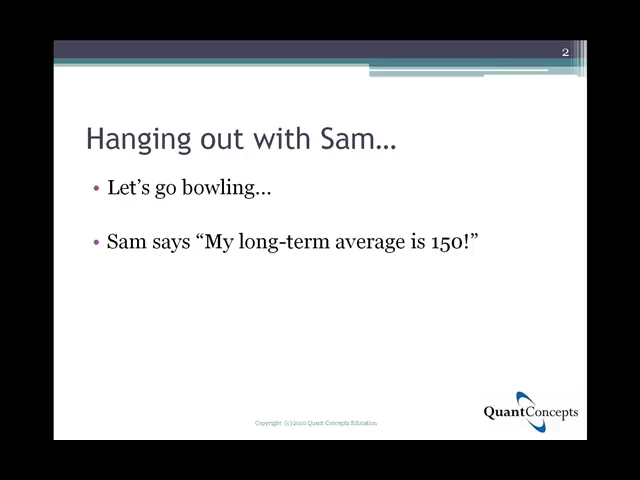 2
Hanging out with Sam…
• Let’s go bowling…
• Sam says “My long-term average is 150!”
Copyright (c) 2010 Quant Concepts Education
QuantConcepts